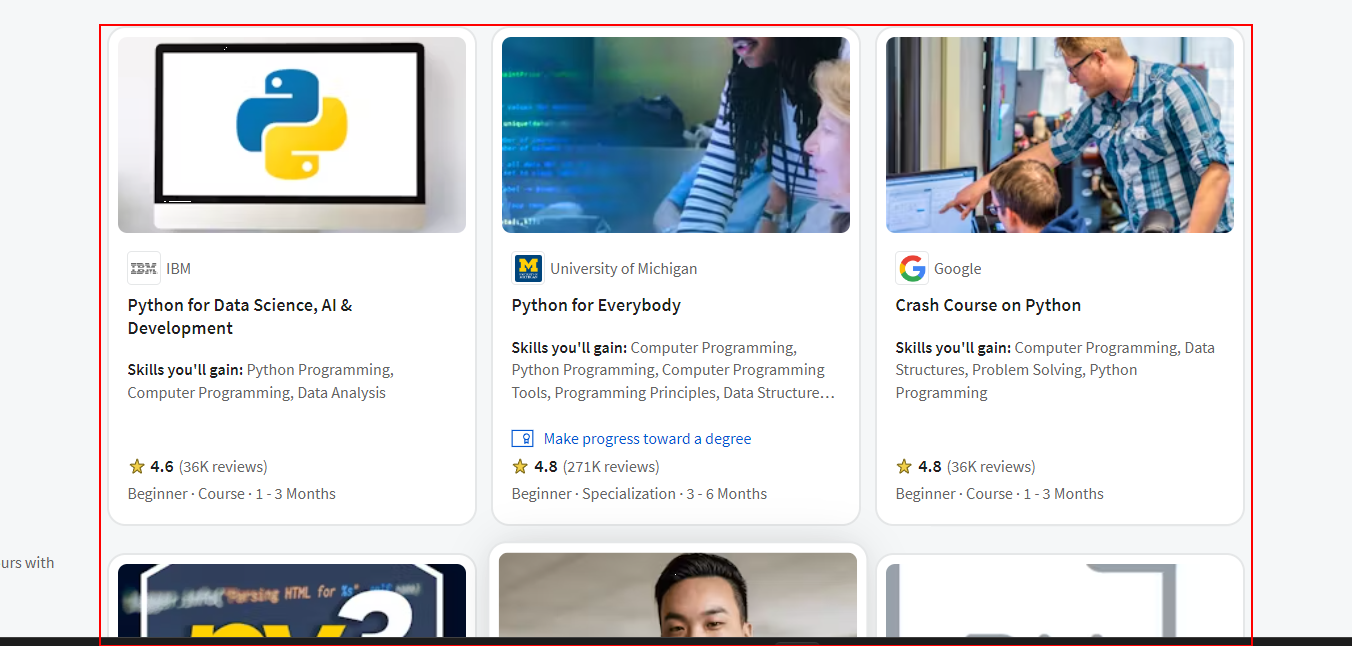 IBM
IBM
Python for Data Science, AI &
Development
Skills you'll gain: Python Programming,
Computer Programming, Data Analysis
4.6 (36K reviews)
Beginner · Course · 1 - 3 Months
M
University of Michigan
Python for Everybody
Skills you'll gain: Computer Programming,
Python Programming, Computer Programming
Tools, Programming Principles, Data Structure...
Make progress toward a degree
4.8 (271K reviews)
Beginner · Specialization · 3 - 6 Months
G
Google
Crash Course on Python
Skills you'll gain: Computer Programming, Data
Structures, Problem Solving, Python
Programming
4.8 (36K reviews)
Beginner · Course · 1 - 3 Months
urs with
"Parsing HTML for %s"
py3